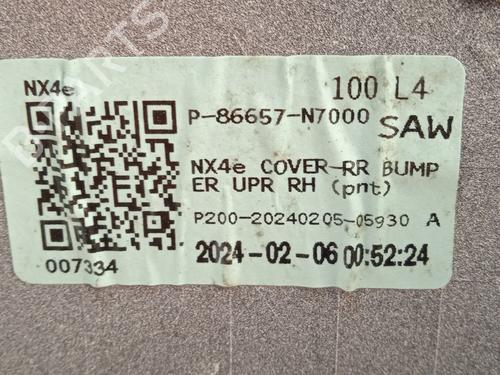 NX4e
100 L4
P-86657-N7000
SAW
NX4e COVER-RR BUMP
ER UPR RH (pnt)
P200-20240205-05930 A
2024-02-06 00:52:24
007334